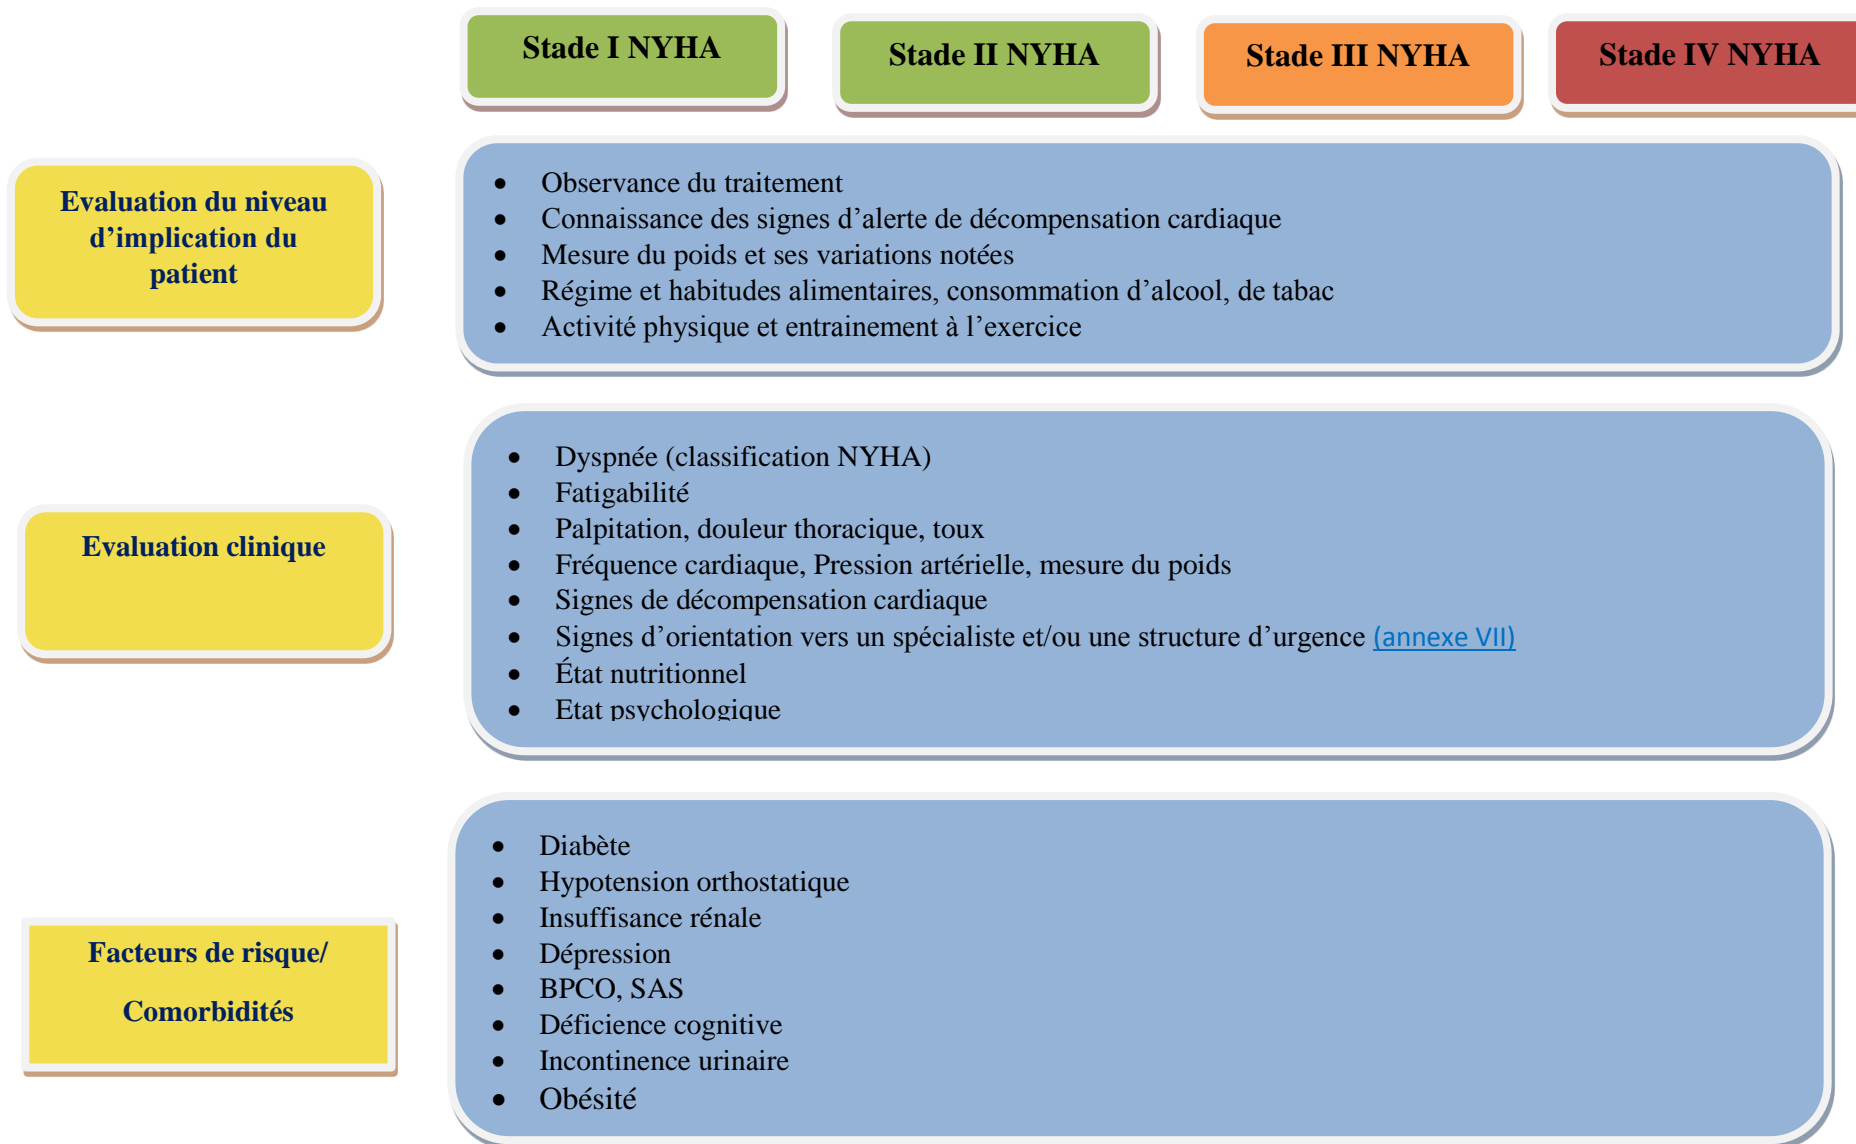 Stade I NYHA
Stade II NYHA
Stade III NYHA
Stade IV NYHA
Evaluation du niveau
d’implication du
patient
• Observance du traitement
• Connaissance des signes d’alerte de décompensation cardiaque
• Mesure du poids et ses variations notées
• Régime et habitudes alimentaires, consommation d’alcool, de tabac
• Activité physique et entrainement à l’exercice
Evaluation clinique
• Dyspnée (classification NYHA)
• Fatigabilité
• Palpitation, douleur thoracique, toux
• Fréquence cardiaque, Pression artérielle, mesure du poids
• Signes de décompensation cardiaque
• Signes d’orientation vers un spécialiste et/ou une structure d’urgence (annexe VII)
• État nutritionnel
• Etat psychologique
Facteurs de risque/
Comorbidités
• Diabète
• Hypotension orthostatique
• Insuffisance rénale
• Dépression
• BPCO, SAS
• Déficience cognitive
• Incontinence urinaire
• Obésité